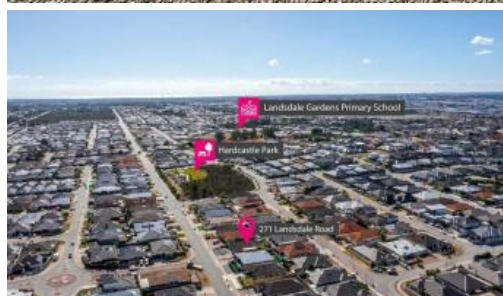 Landsdale Gardens Primary School
Hardcastle Park
271 Landsdale Road